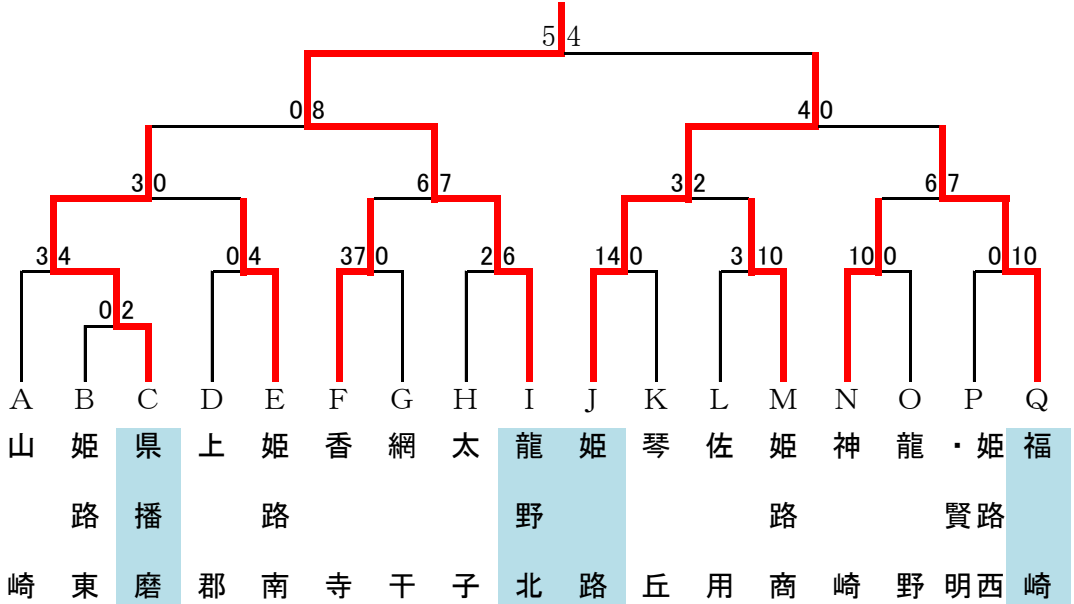 5 4
0 8 4 0
3 0 6 7 3 2 6 7
3 4 0 4 37 0 2 6 14 0 3 10 10 0 0 10
0 2
A B C D E F G H I J K L M N O P Q
山崎
姫路東
県播磨
上郡
姫路南
香寺
網干
太子
龍野北
姫路
琴丘
佐用
姫路商
神崎
龍野
姫路西
・賢明
福崎